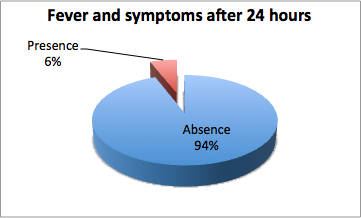 Fever and symptoms after 24 hours
Presence
6%
Absence
94%